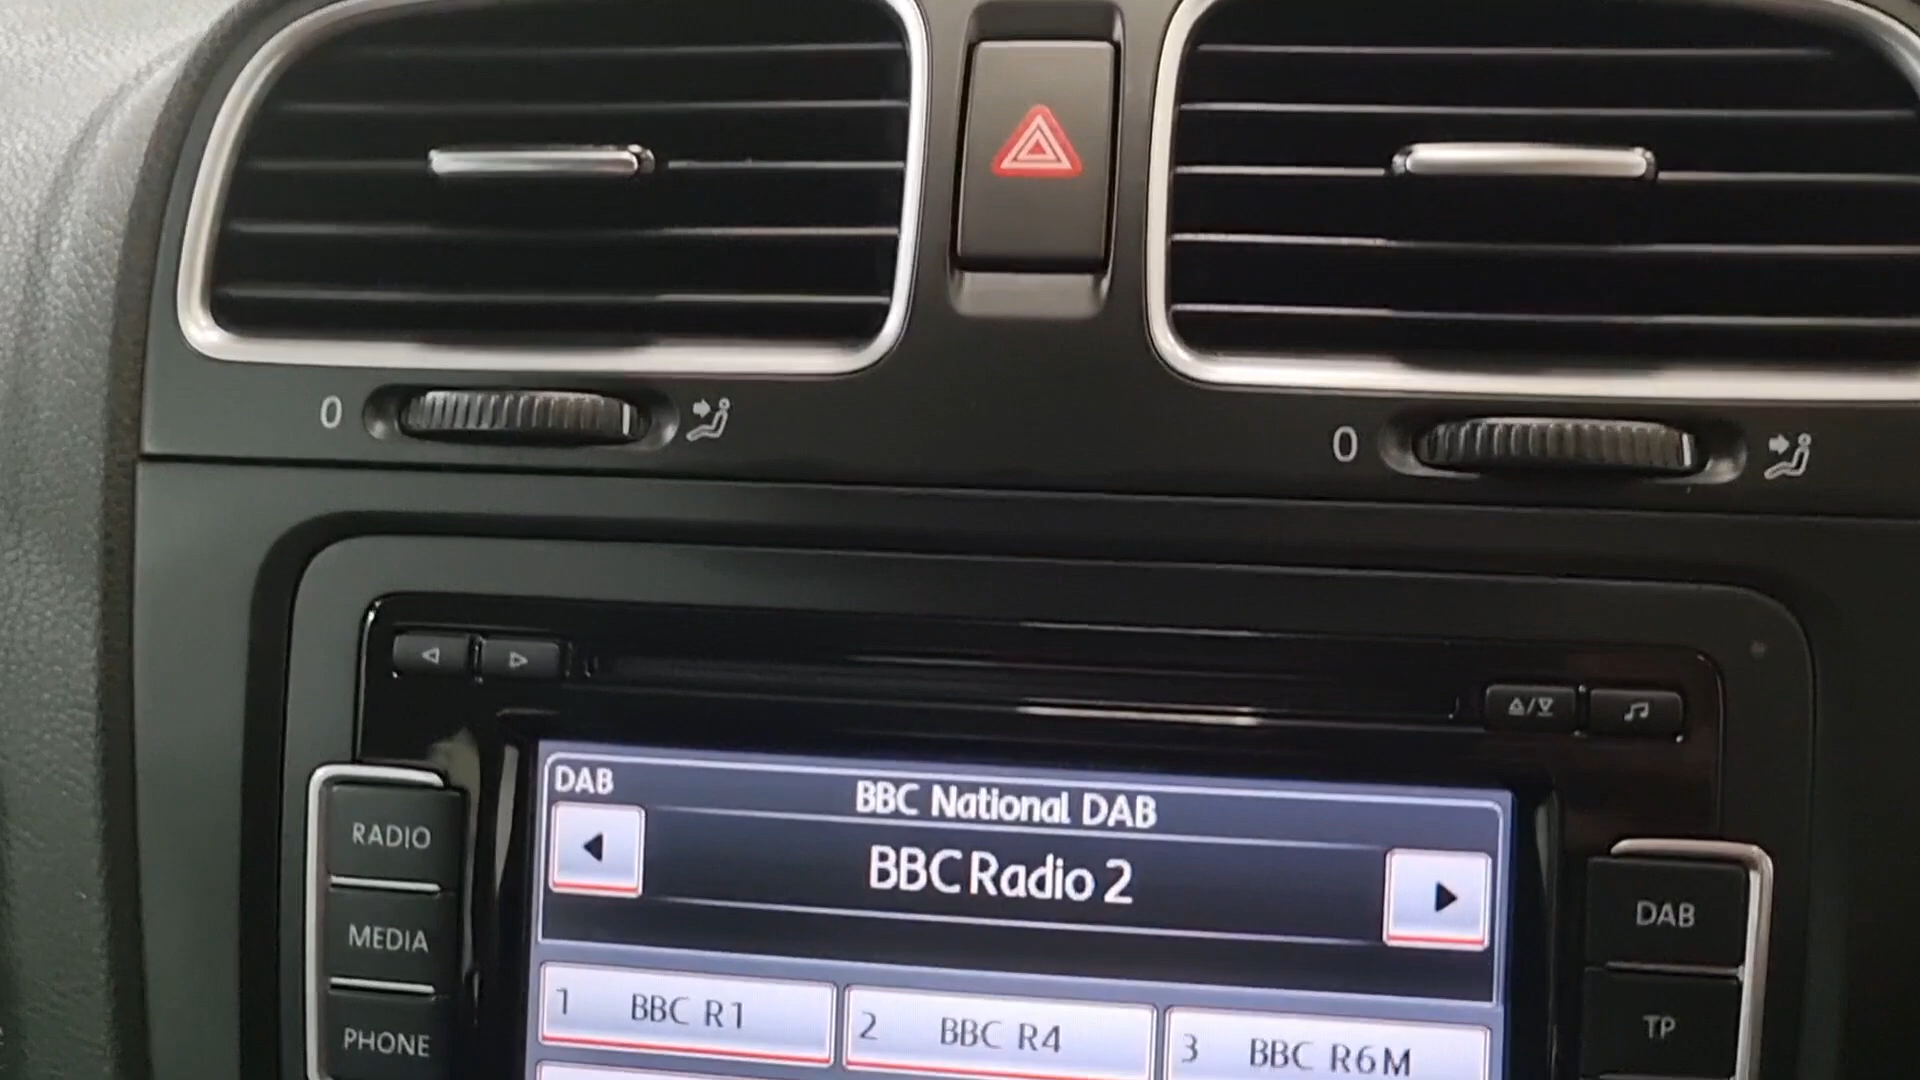 0
0
DAB
BBC National DAB
BBC Radio 2
RADIO
MEDIA
PHONE
DAB
TP
1 BBC R1
2 BBC R4
3 BBC R6M